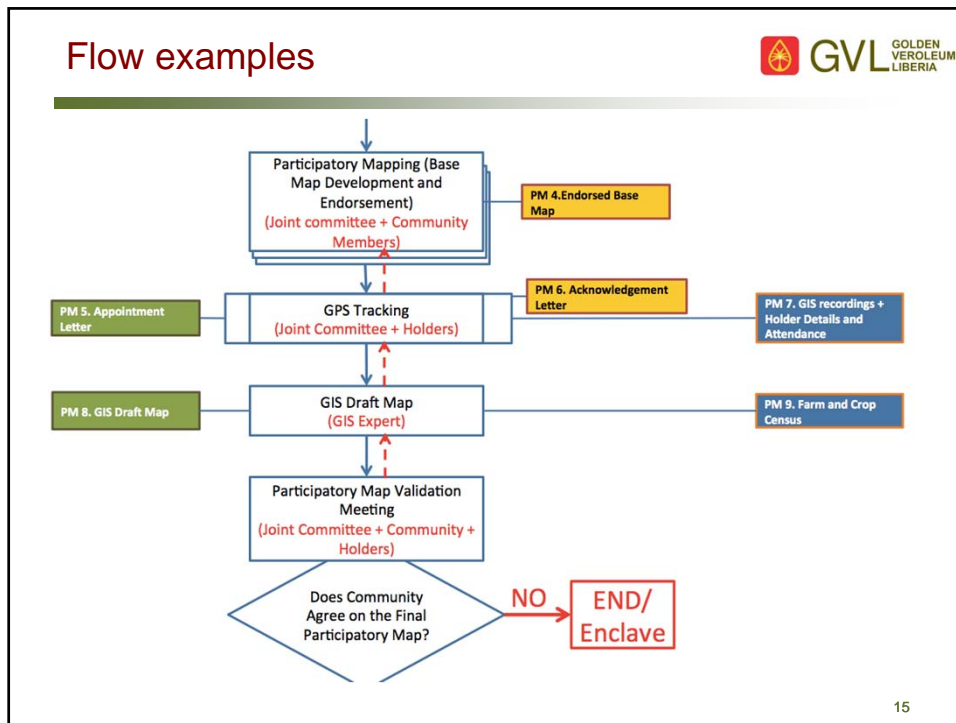 Flow examples
GVL GOLDEN
VEROLEUM
LIBERIA
Participatory Mapping (Base
Map Development and
Endorsement)
(Joint committee + Community
Members)
PM 4.Endorsed Base
Map
PM 5. Appointment
Letter
GPS Tracking
(Joint Committee + Holders)
PM 6. Acknowledgement
Letter
PM 7. GIS recordings +
Holder Details and
Attendance
PM 8. GIS Draft Map
GIS Draft Map
(GIS Expert)
PM 9. Farm and Crop
Census
Participatory Map Validation
Meeting
(Joint Committee + Community +
Holders)
Does Community
Agree on the Final
Participatory Map?
NO
END/
Enclave
15